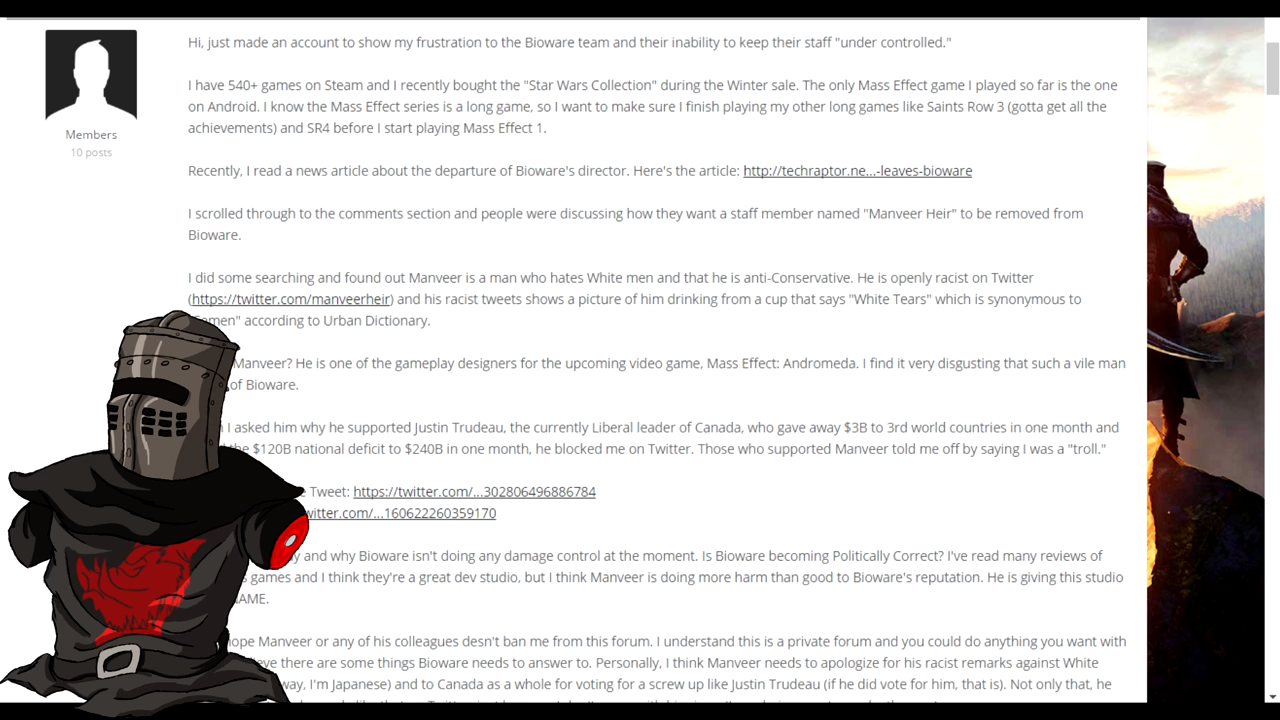 Hi, just made an account to show my frustration to the Bioware team and their inability to keep their staff "under controlled."
I have 540+ games on Steam and I recently bought the "Star Wars Collection" during the Winter sale. The only Mass Effect game I played so far is the one
on Android. I know the Mass Effect series is a long game, so I want to make sure I finish playing my other long games like Saints Row 3 (gotta get all the
achievements) and SR4 before I start playing Mass Effect 1.
Members
10 posts
Recently, I read a news article about the departure of Bioware's director. Here's the article: http://techraptor.ne...-leaves-bioware
I scrolled through to the comments section and people were discussing how they want a staff member named "Manveer Heir" to be removed from
Bioware.
I did some searching and found out Manveer is a man who hates White men and that he is anti-Conservative. He is openly racist on Twitter
(https://twitter.com/manveerheir) and his racist tweets shows a picture of him drinking from a cup that says "White Tears" which is synonymous to
according to Urban Dictionary.
Manveer? He is one of the gameplay designers for the upcoming video game, Mass Effect: Andromeda. I find it very disgusting that such a vile man
of Bioware.
I asked him why he supported Justin Trudeau, the currently Liberal leader of Canada, who gave away $3B to 3rd world countries in one month and
$120B national deficit to $240B in one month, he blocked me on Twitter. Those who supported Manveer told me off by saying I was a "troll."
Tweet: https://twitter.com/...302806496886784
witter.com/...160622260359170
and why Bioware isn't doing any damage control at the moment. Is Bioware becoming Politically Correct? I've read many reviews of
games and I think they're a great dev studio, but I think Manveer is doing more harm than good to Bioware's reputation. He is giving this studio
AME.
ope Manveer or any of his colleagues desn't ban me from this forum. I understand this is a private forum and you could do anything you want with
eve there are some things Bioware needs to answer to. Personally, I think Manveer needs to apologize for his racist remarks against White
way, I'm Japanese) and to Canada as a whole for voting for a screw up like Justin Trudeau (if he did vote for him, that is). Not only that, he